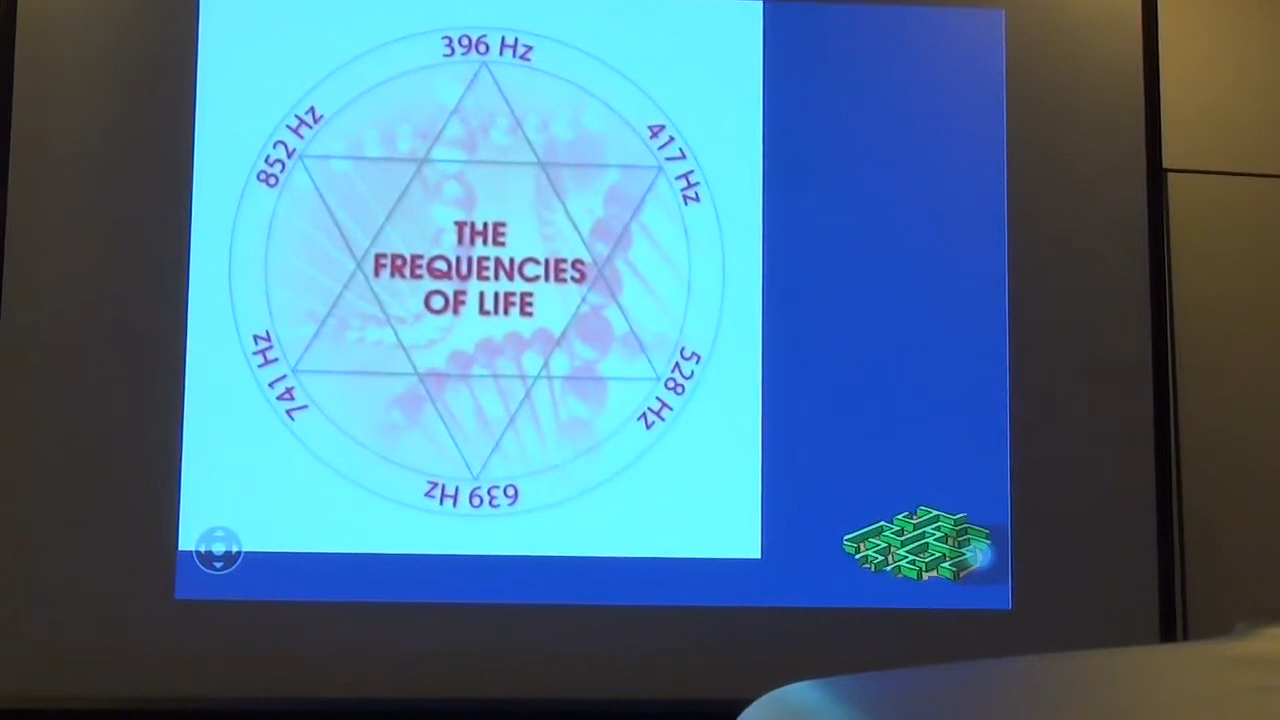 396 Hz
417 Hz
852 Hz
THE
FREQUENCIES
OF LIFE
741 Hz
528 Hz
639 Hz